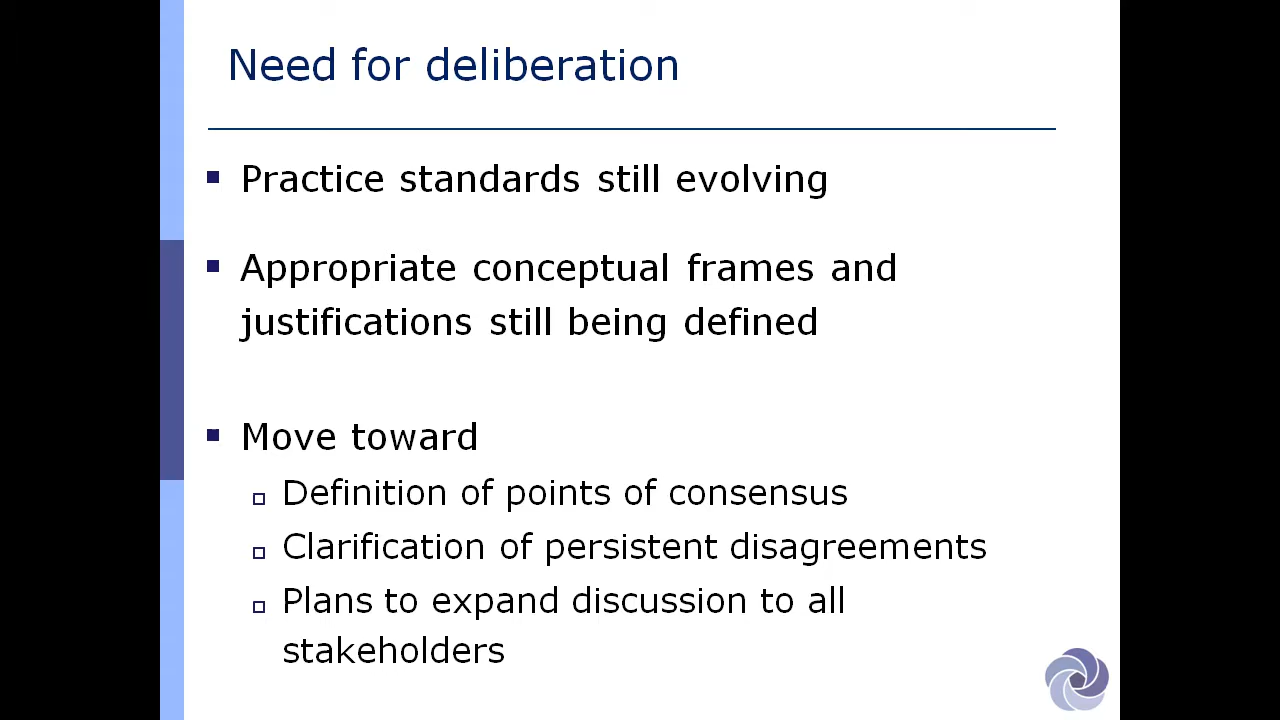 Need for deliberation
Practice standards still evolving
Appropriate conceptual frames and
justifications still being defined
Move toward
Definition of points of consensus
Clarification of persistent disagreements
Plans to expand discussion to all
stakeholders